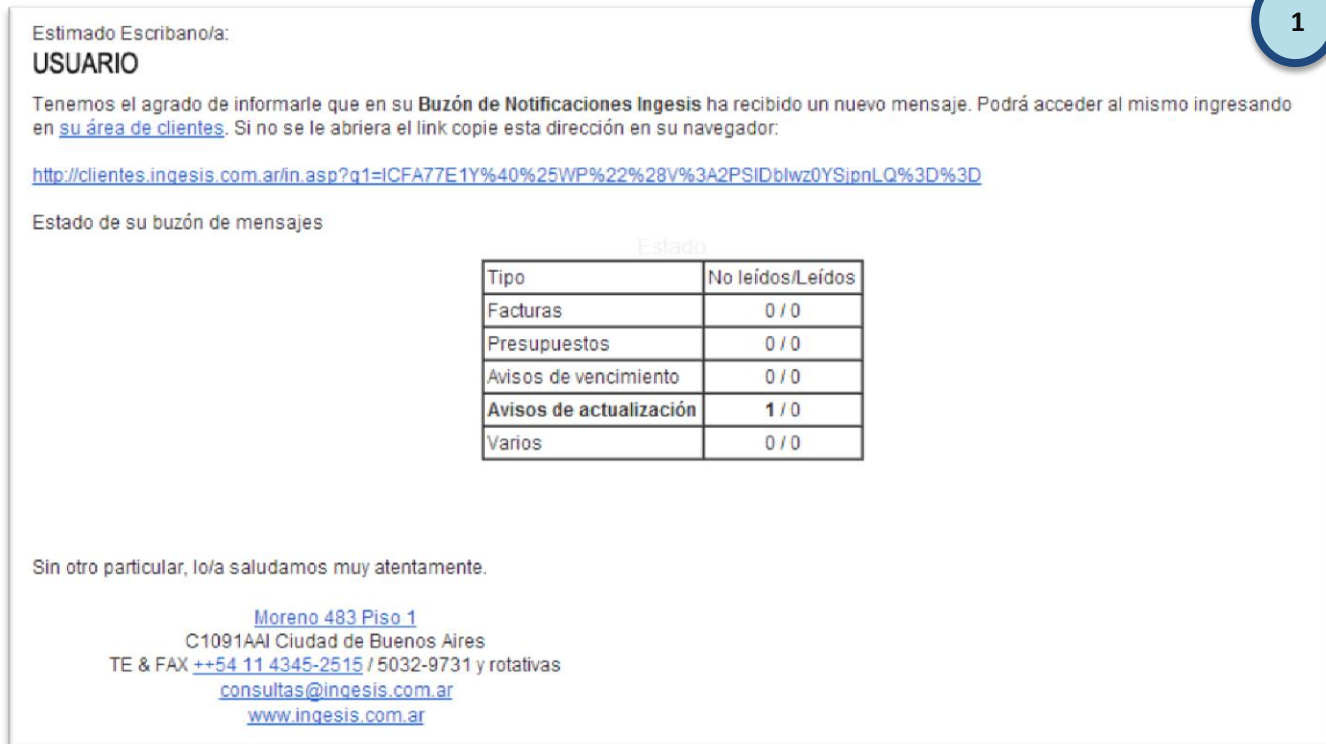 1
Estimado Escribano/a:
USUARIO
Tenemos el agrado de informarle que en su Buzón de Notificaciones Ingesis ha recibido un nuevo mensaje. Podrá acceder al mismo ingresando
en su área de clientes. Si no se le abriera el link copie esta dirección en su navegador:
http://clientes.ingesis.com.ar/in.asp?q1=ICFA77E1Y%40%25WP%22%28V%3A2PSIDblwz0YSjpnLQ%3D%3D
Estado de su buzón de mensajes
Estado
Tipo No leídos/Leídos
Facturas 0 / 0
Presupuestos 0 / 0
Avisos de vencimiento 0 / 0
Avisos de actualización 1 / 0
Varios 0 / 0
Sin otro particular, lo/a saludamos muy atentamente.
Moreno 483 Piso 1
C1091AAI Ciudad de Buenos Aires
TE & FAX ++54 11 4345-2515 / 5032-9731 y rotativas
consultas@ingesis.com.ar
www.ingesis.com.ar